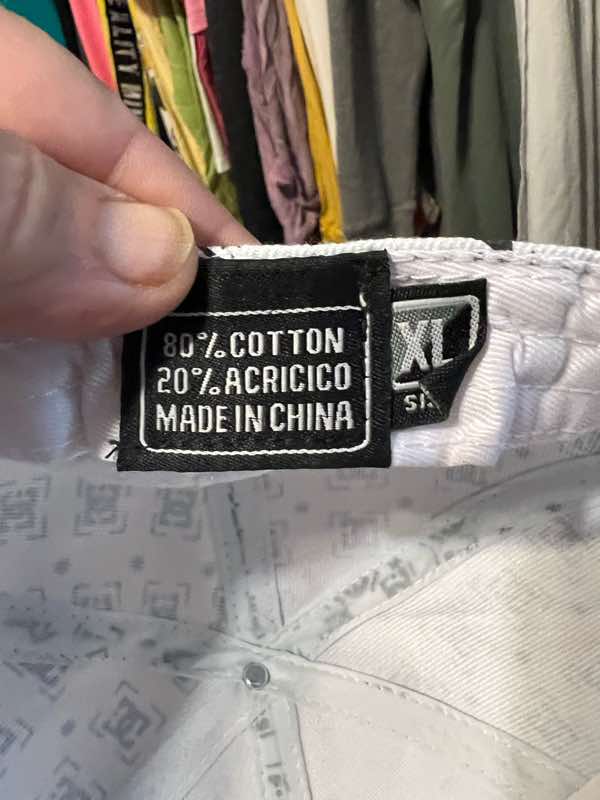 80% COTTON
20% ACRICICO
MADE IN CHINA
XL